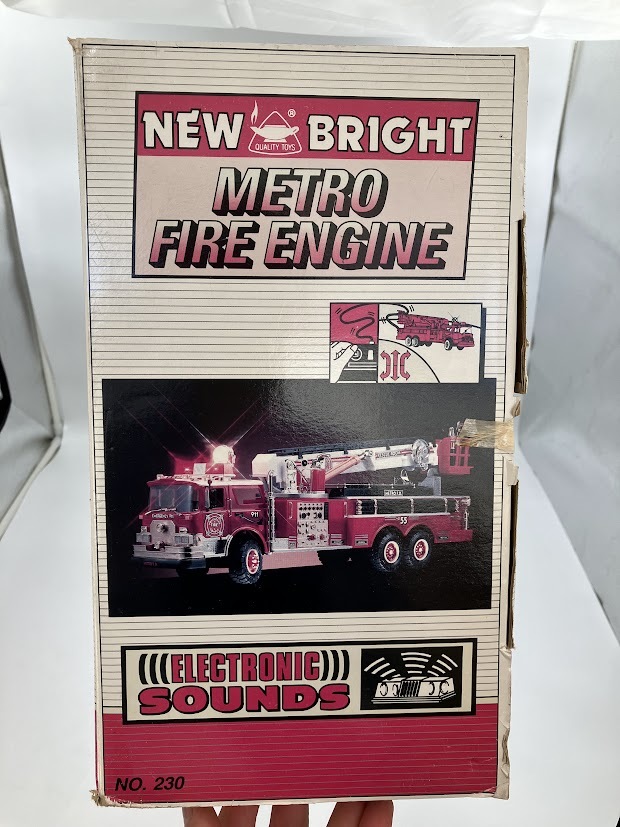 NEW BRIGHT
®
QUALITY TOYS
METRO
FIRE ENGINE
911
55
ELECTRONIC
SOUNDS
NO. 230